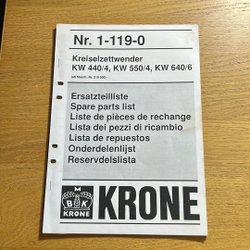 Nr. 1-119-0
Kreiselzettwender
KW 440/4, KW 550/4, KW 640/6
Ersatzteilliste
Spare parts list
Liste de pièces de rechange
Lista dei pezzi di ricambio
Lista de repuestos
Onderdelenlijst
Reservdelslista
M
B K
KRONE
KRONE